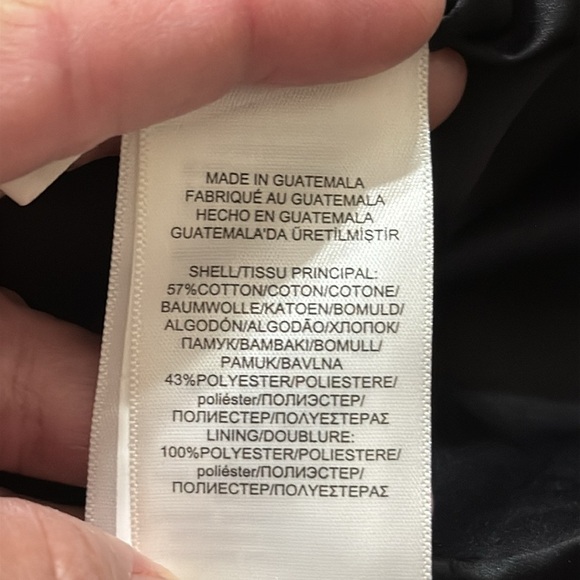 MADE IN GUATEMALA
FABRIQUÉ AU GUATEMALA
HECHO EN GUATEMALA
GUATEMALA'DA ÜRETİLMİŞTİR
SHELL/TISSU PRINCIPAL:
57%COTTON/COTON/COTONE/
BAUMWOLLE/KATOEN/BOMULD/
ALGODÓN/ALGODÃO/ХЛОПОК/
ПАМУК/ΒΑΜΒΑΚΙ/BOMULL/
PAMUK/BAVLNA
43%POLYESTER/POLIESTERE/
poliéster/ПОЛИЭСТЕР/
ПОЛИЕСТЕР/ΠΟΛΥΕΣΤΕΡΑΣ
LINING/DOUBLURE:
100%POLYESTER/POLIESTERE/
poliéster/ПОЛИЭСТЕР/
ПОЛИЕСТЕР/ΠΟΛΥΕΣΤΕΡΑΣ